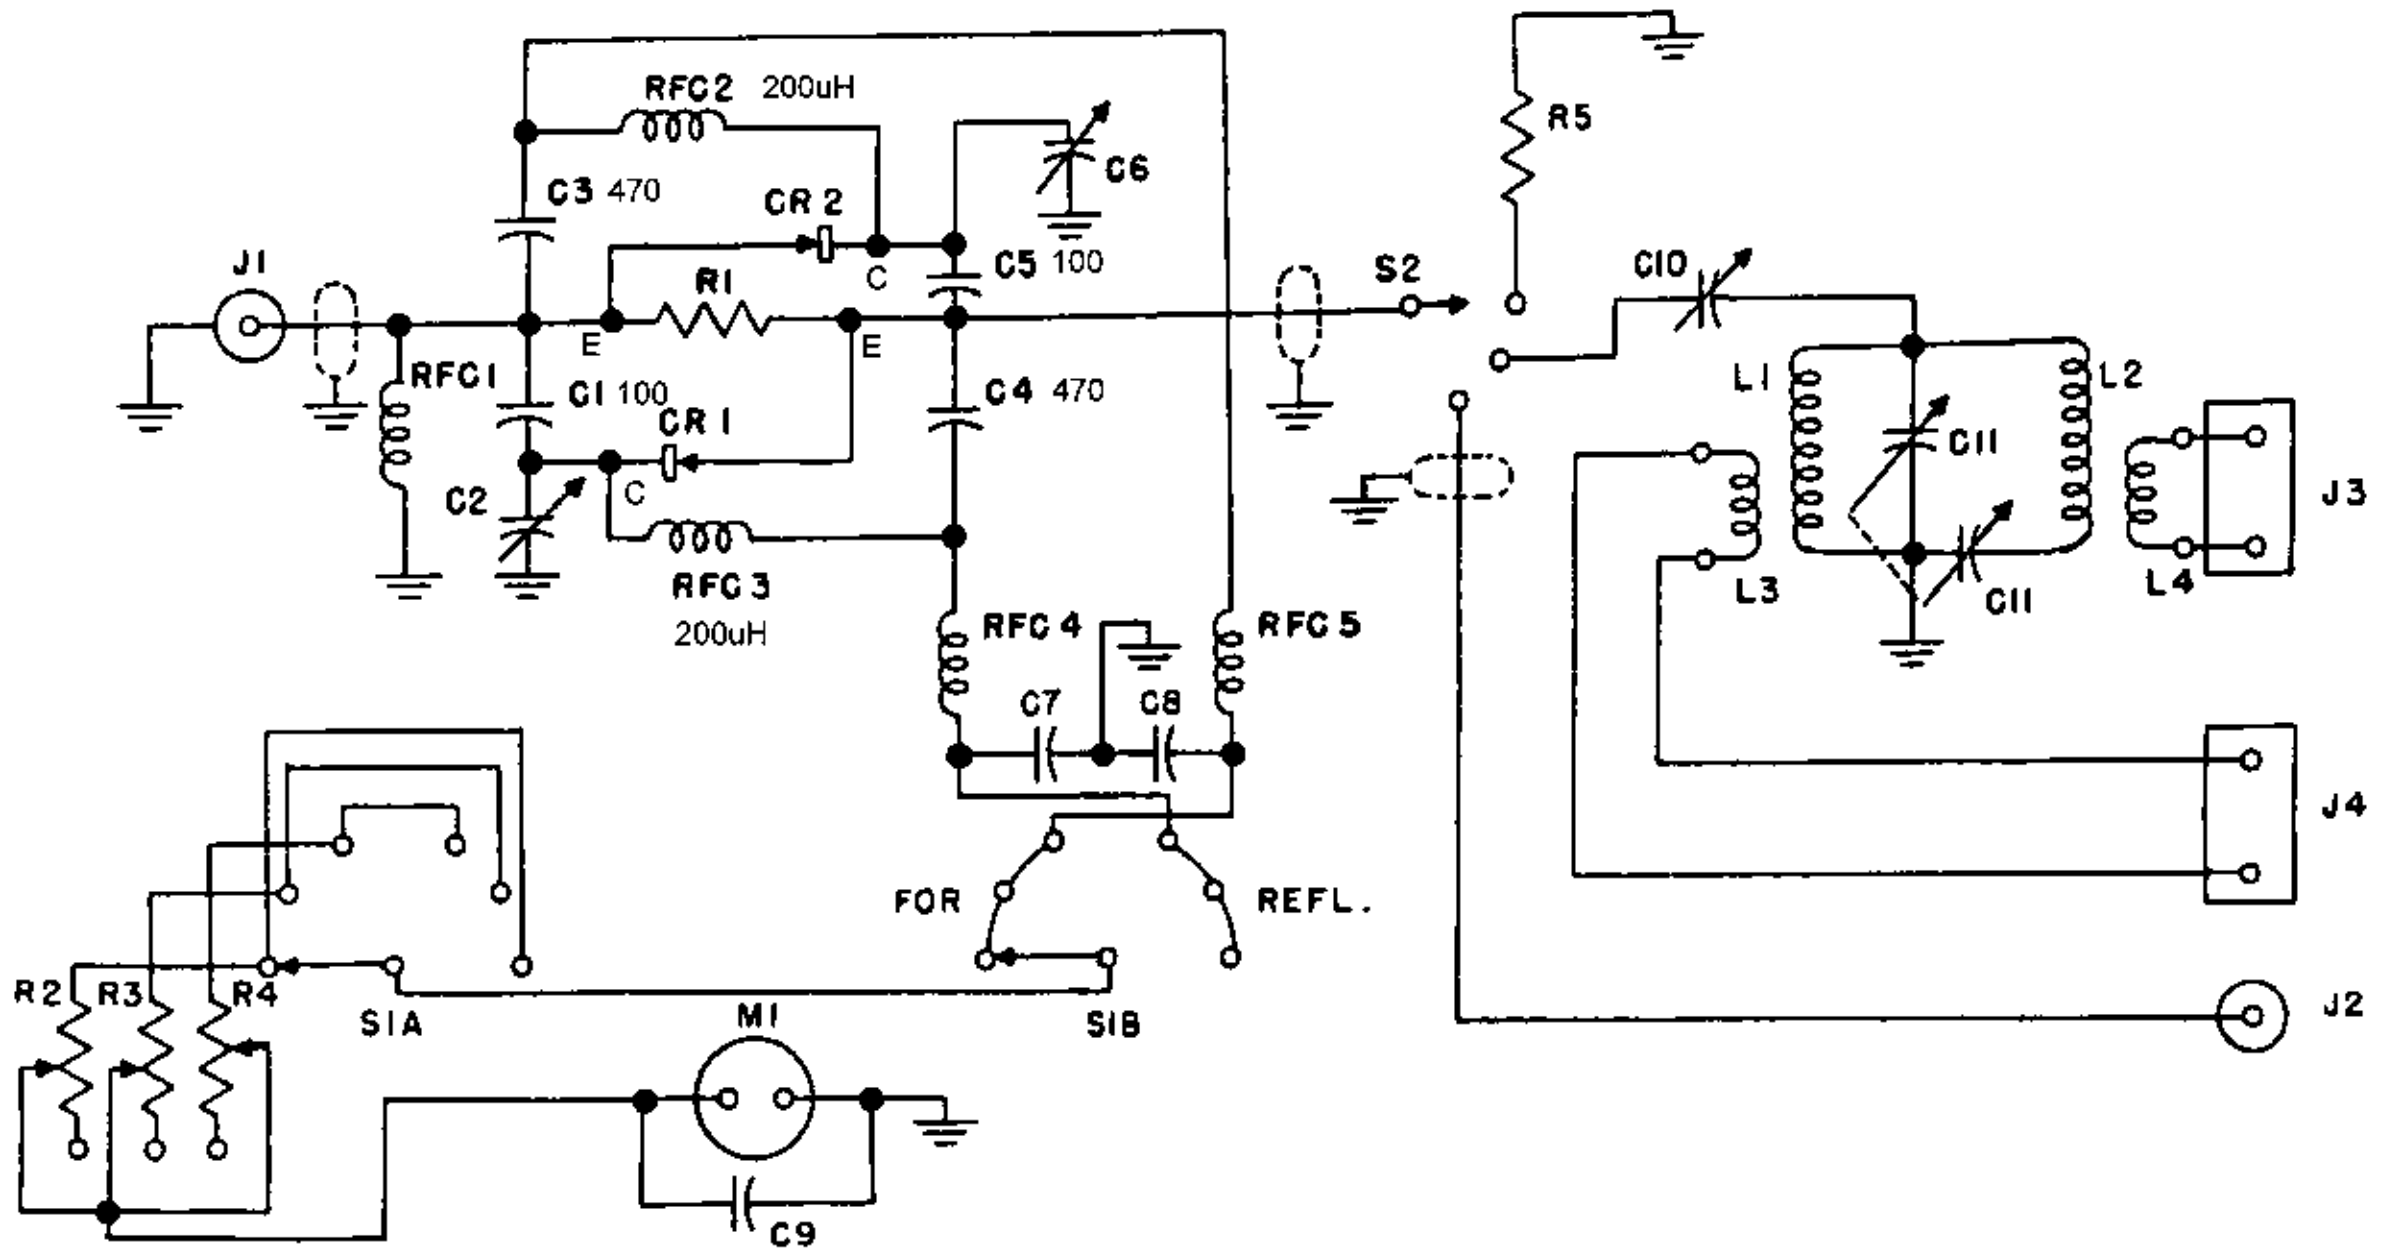 RFC2 200uH
R5
C3 470
CR2
C6
J1
C
C5 100
S2
C10
R1
E
E
RFC1
C1 100
CR1
C4 470
L1
L2
C11
C2
C
J3
RFC3
200uH
L3
L4
C11
RFC4
RFC5
C7
C8
J4
FOR
REFL.
R2
R3
R4
S1A
M1
S1B
J2
C9